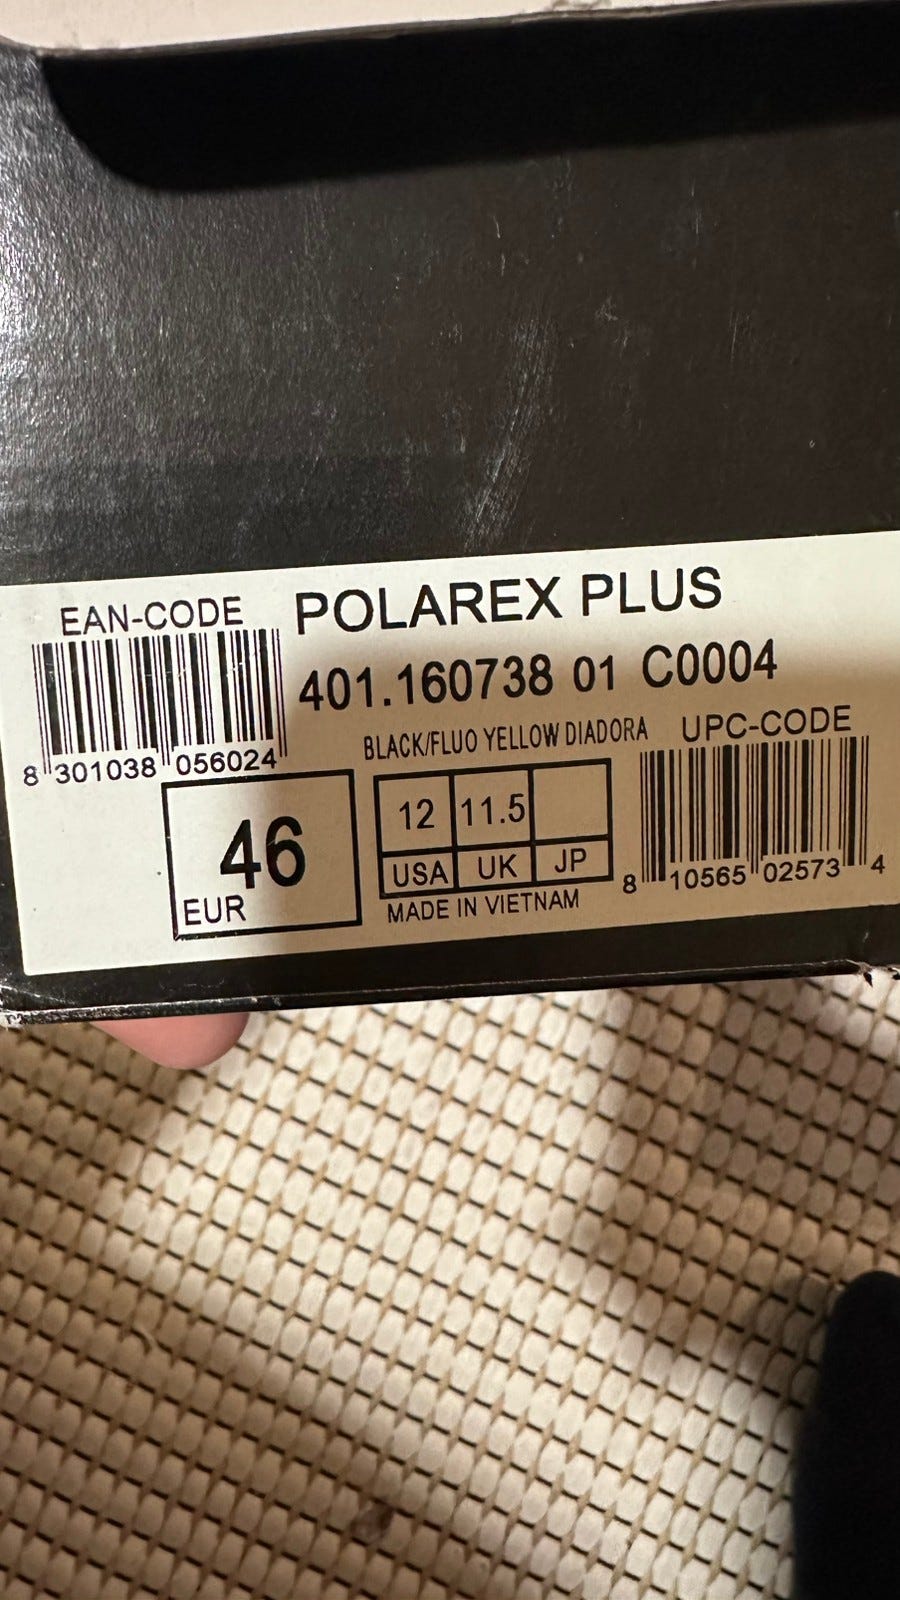 EAN-CODE
POLAREX PLUS
401.160738 01 C0004
BLACK/FLUO YELLOW DIADORA
UPC-CODE
8 301038 056024
46
EUR
12 11.5
USA UK JP
MADE IN VIETNAM
8 10565 02573 4